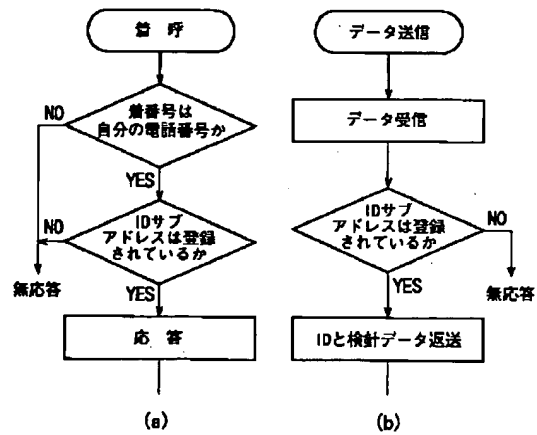 着 呼
着番号は
自分の電話番号か
NO
YES
IDサブ
アドレスは登録
されているか
NO
無応答
YES
応 答
(a)
データ送信
データ受信
IDサブ
アドレスは登録
されているか
NO
無応答
YES
IDと検針データ返送
(b)